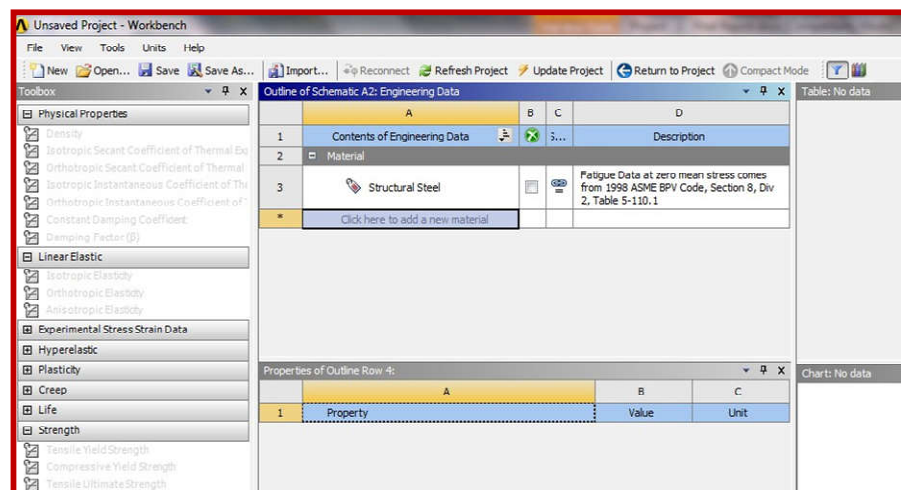 Unsaved Project - Workbench
File View Tools Units Help
New Open... Save Save As... Import... Reconnect Refresh Project Update Project Return to Project Compact Mode
Toolbox
Physical Properties
Density
Isotropic Secant Coefficient of Thermal Ex
Orthotropic Secant Coefficient of Thermal
Isotropic Instantaneous Coefficient of Th
Orthotropic Instantaneous Coefficient of
Constant Damping Coefficient
Damping Factor (β)
Linear Elastic
Isotropic Elasticity
Orthotropic Elasticity
Anisotropic Elasticity
Experimental Stress Strain Data
Hyperelastic
Plasticity
Creep
Life
Strength
Tensile Yield Strength
Compressive Yield Strength
Tensile Ultimate Strength
Outline of Schematic A2: Engineering Data
A B C D
1 Contents of Engineering Data Description
2 Material
3 Structural Steel
Fatigue Data at zero mean stress comes
from 1998 ASME BPV Code, Section 8, Div
2, Table 5-110.1
* Click here to add a new material
Properties of Outline Row 4:
A B C
1 Property Value Unit
Table: No data
Chart: No data